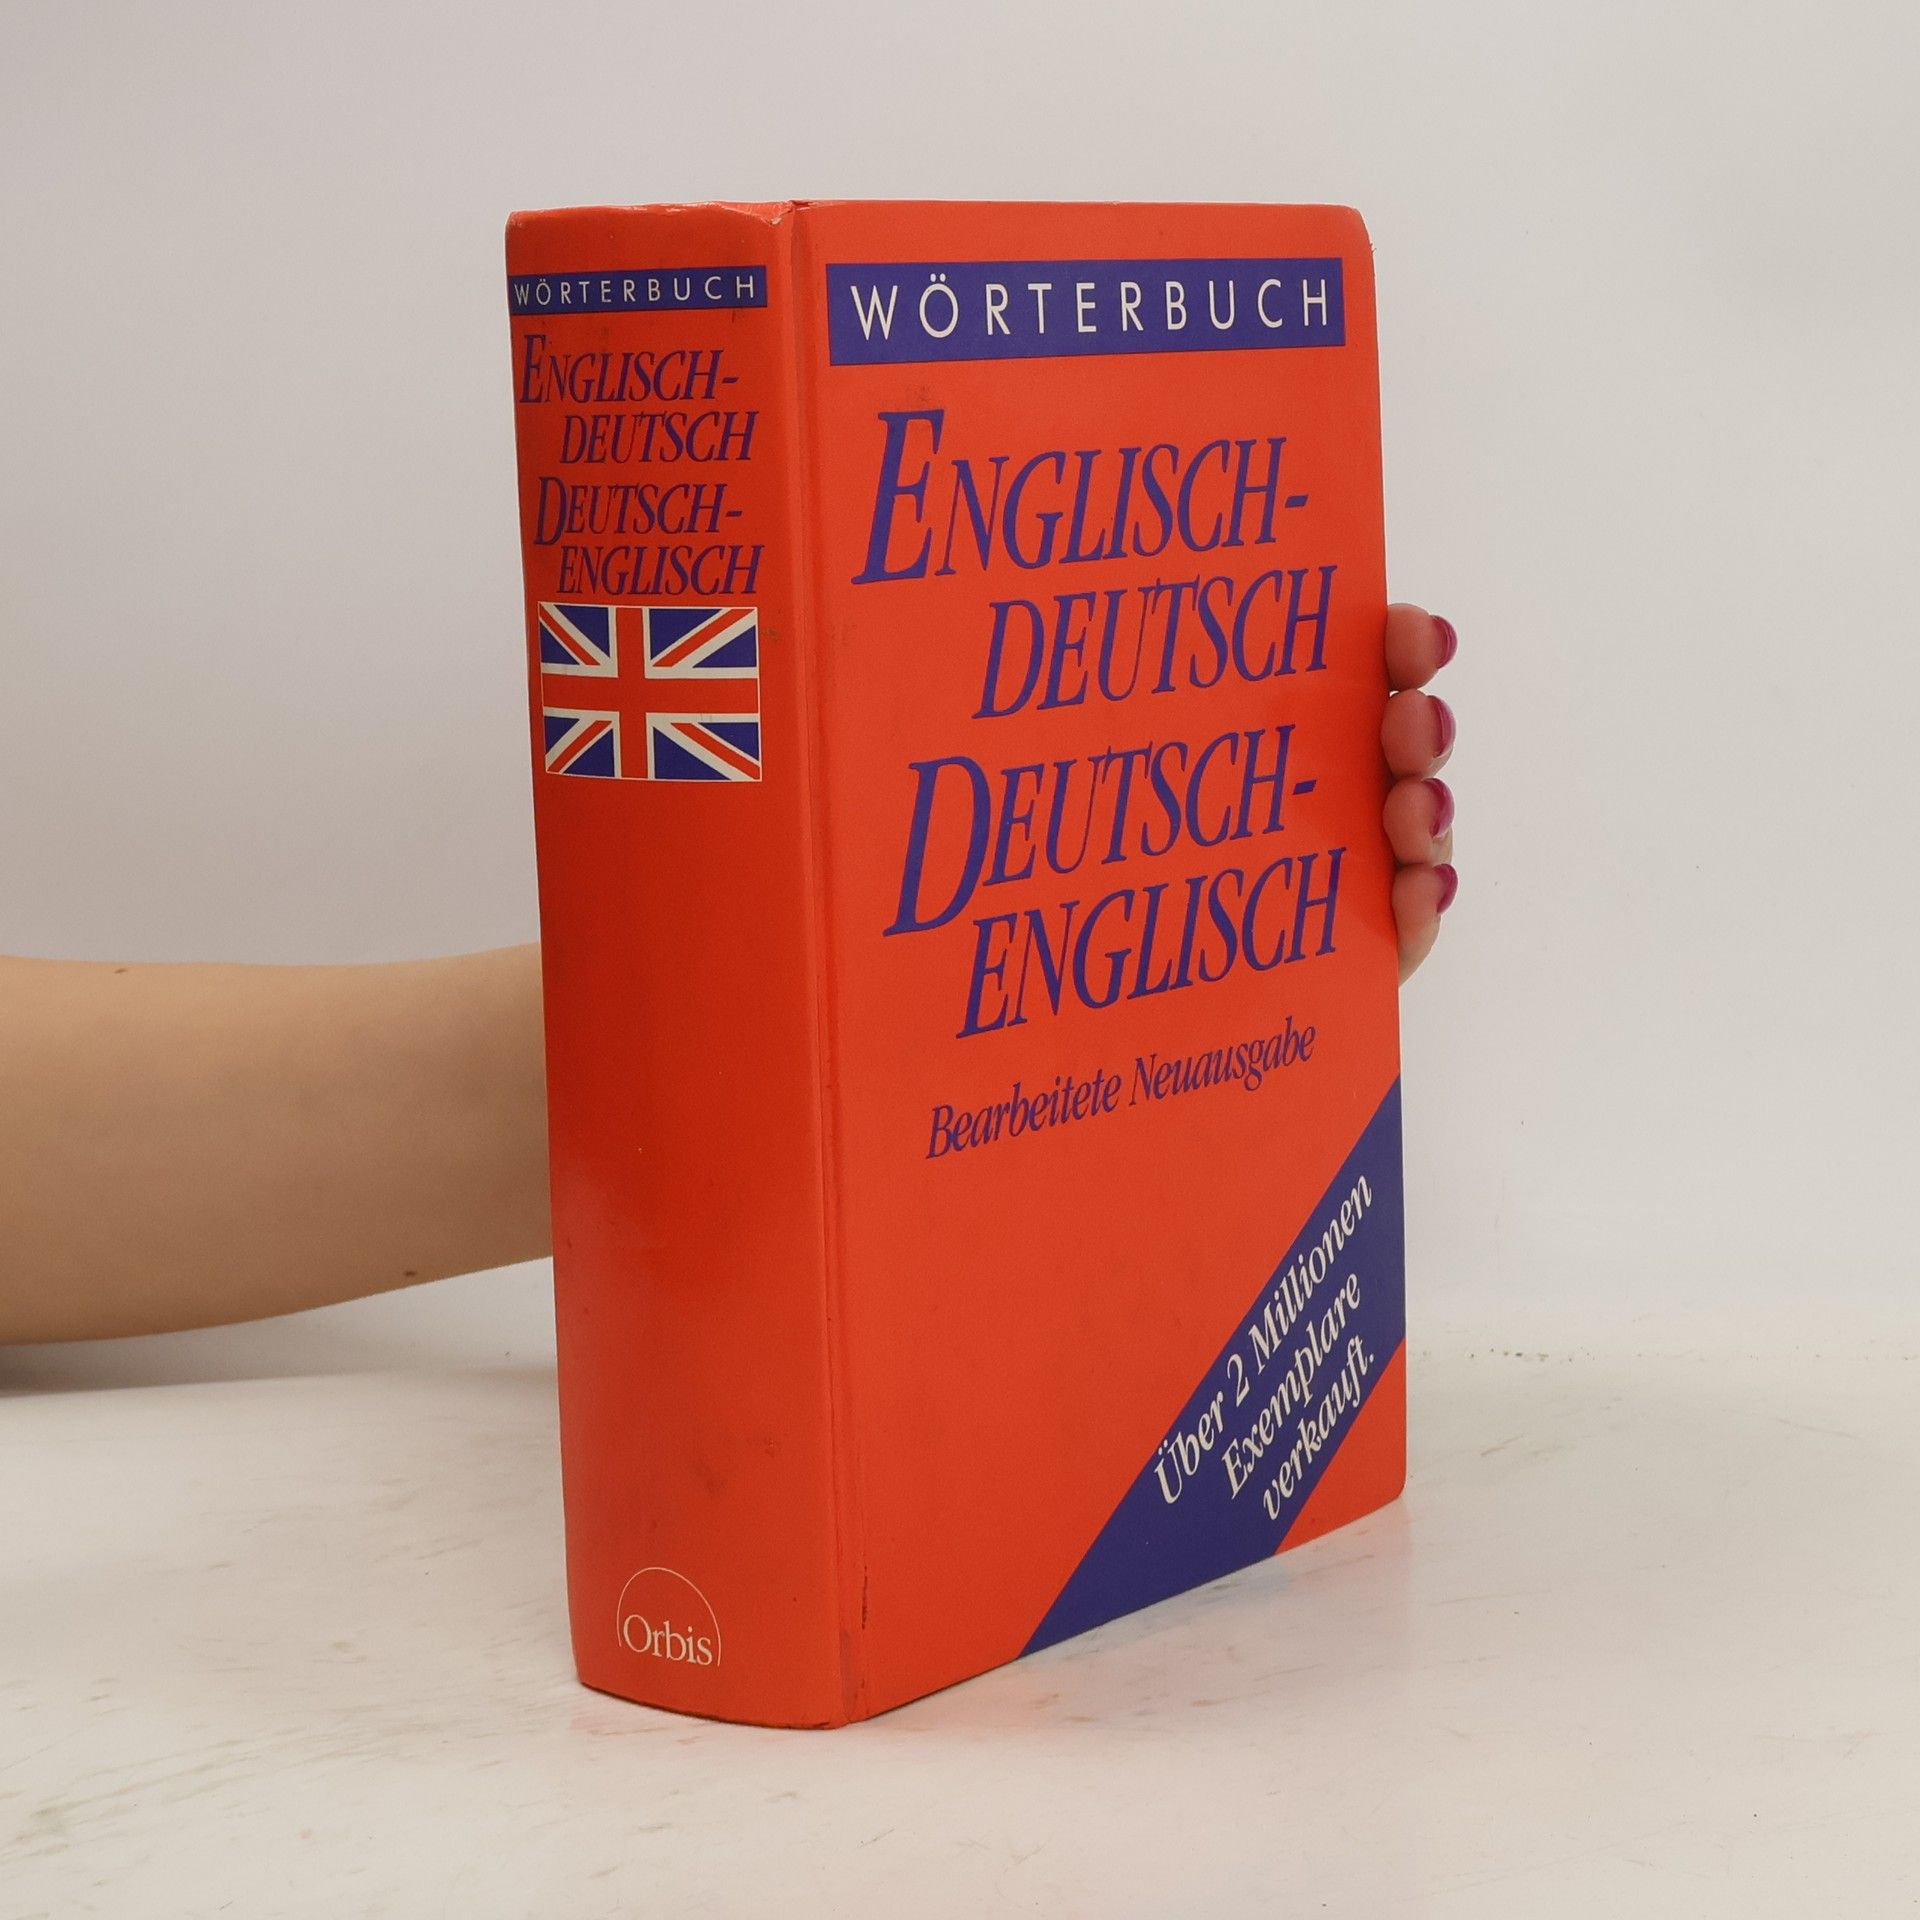 WÖRTERBUCH
ENGLISCH-
DEUTSCH
DEUTSCH-
ENGLISCH
Orbis
WÖRTERBUCH
ENGLISCH-
DEUTSCH
DEUTSCH-
ENGLISCH
Bearbeitete Neuausgabe
Über 2 Millionen
Exemplare
verkauft.